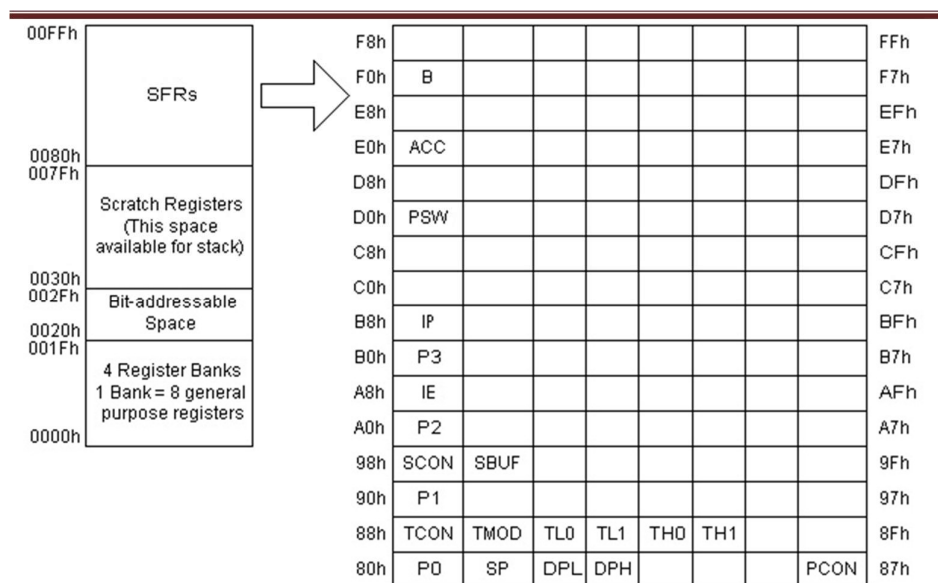 00FFh
SFRs
0080h
007Fh
Scratch Registers
(This space
available for stack)
0030h
002Fh
Bit-addressable
Space
0020h
001Fh
4 Register Banks
1 Bank = 8 general
purpose registers
0000h
F8h FFh
F0h B F7h
E8h EFh
E0h ACC E7h
D8h DFh
D0h PSW D7h
C8h CFh
C0h C7h
B8h IP BFh
B0h P3 B7h
A8h IE AFh
A0h P2 A7h
98h SCON SBUF 9Fh
90h P1 97h
88h TCON TMOD TL0 TL1 TH0 TH1 8Fh
80h P0 SP DPL DPH PCON 87h